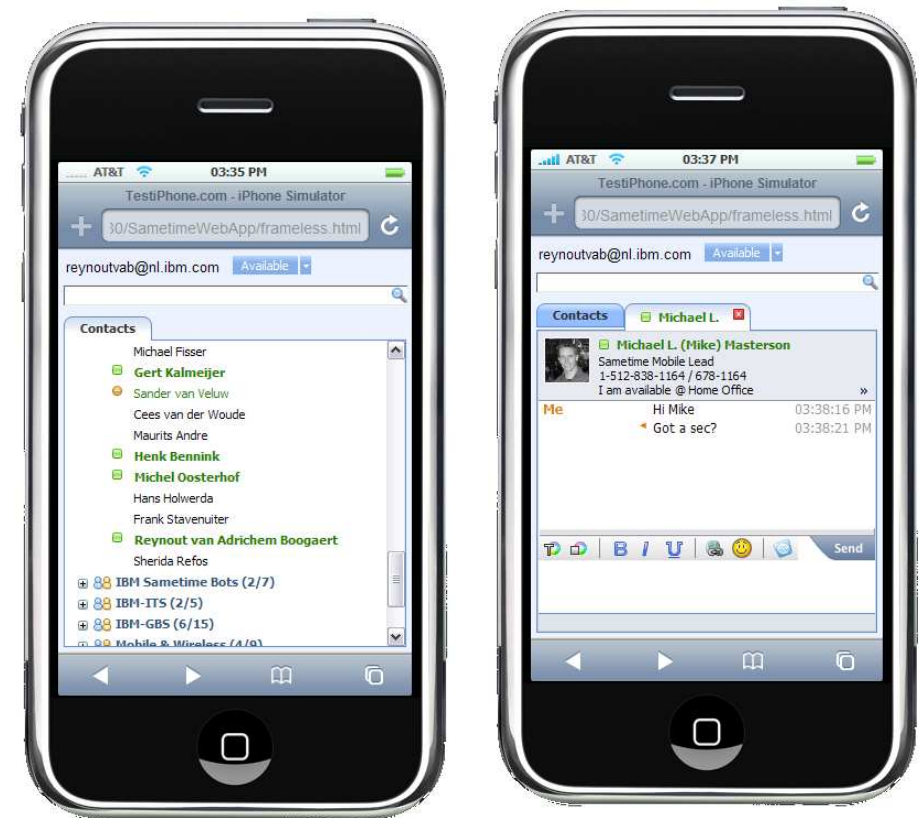 AT&T 03:35 PM
TestiPhone.com - iPhone Simulator
30/SametimeWebApp/frameless.html
reynoutvab@nl.ibm.com Available
Contacts
Michael Fisser
Gert Kalmeijer
Sander van Veluw
Cees van der Woude
Maurits Andre
Henk Bennink
Michel Oosterhof
Hans Holwerda
Frank Stavenuiter
Reynout van Adrichem Boogaert
Sherida Refos
IBM Sametime Bots (2/7)
IBM-ITS (2/5)
IBM-GBS (6/15)
Mobile & Wireless (4/9)
AT&T 03:37 PM
TestiPhone.com - iPhone Simulator
30/SametimeWebApp/frameless.html
reynoutvab@nl.ibm.com Available
Contacts Michael L.
Michael L. (Mike) Masterson
Sametime Mobile Lead
1-512-838-1164 / 678-1164
I am available @ Home Office »
Me Hi Mike 03:38:16 PM
Got a sec? 03:38:21 PM
T B I U Send